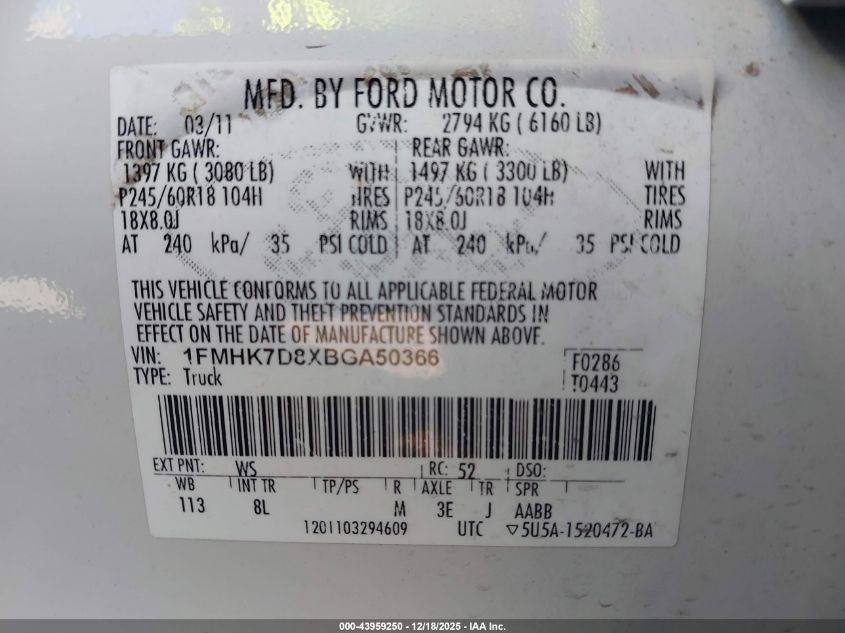 MFD. BY FORD MOTOR CO.
DATE: 03/11 GVWR: 2794 KG ( 6160 LB)
FRONT GAWR: REAR GAWR:
1397 KG ( 3080 LB) WITH 1497 KG ( 3300 LB) WITH
P245/60R18 104H TIRES P245/60R18 104H TIRES
18X8.0J RIMS 18X8.0J RIMS
AT 240 kPa/ 35 PSI COLD AT 240 kPa/ 35 PSI COLD
THIS VEHICLE CONFORMS TO ALL APPLICABLE FEDERAL MOTOR
VEHICLE SAFETY AND THEFT PREVENTION STANDARDS IN
EFFECT ON THE DATE OF MANUFACTURE SHOWN ABOVE.
VIN: 1FMHK7D8XBGA50366 F0286
TYPE: Truck T0443
EXT PNT: WS RC: 52 DSO:
WB INT TR TP/PS R AXLE TR SPR
113 8L M 3E J AABB
1201103294609 UTC ▽5U5A-1520472-BA
000-43959250 - 12/18/2025 - IAA Inc.